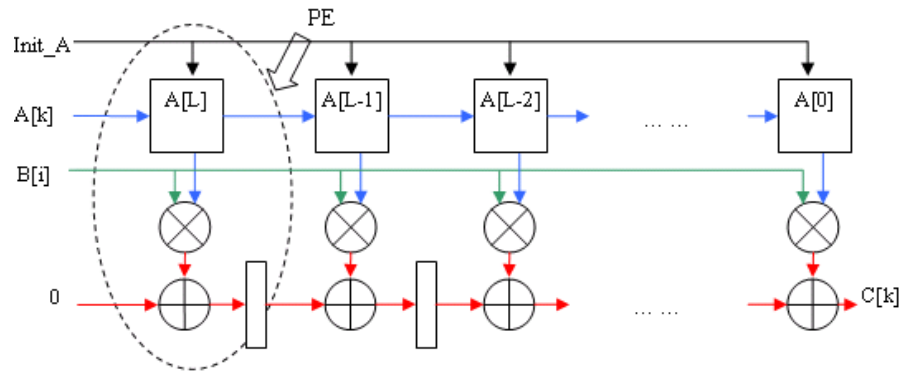 PE
Init_A
A[L] A[L-1] A[L-2] A[0]
A[k] ... ...
B[i]
0 ... ... C[k]